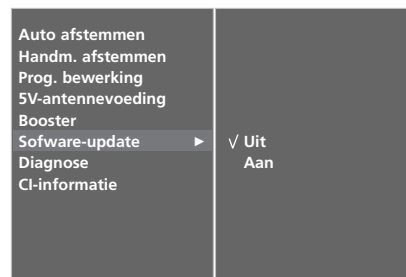 Auto afstemmen
Handm. afstemmen
Prog. bewerking
5V-antennevoeding
Booster
Sofware-update ►
√ Uit
Diagnose
Aan
CI-informatie